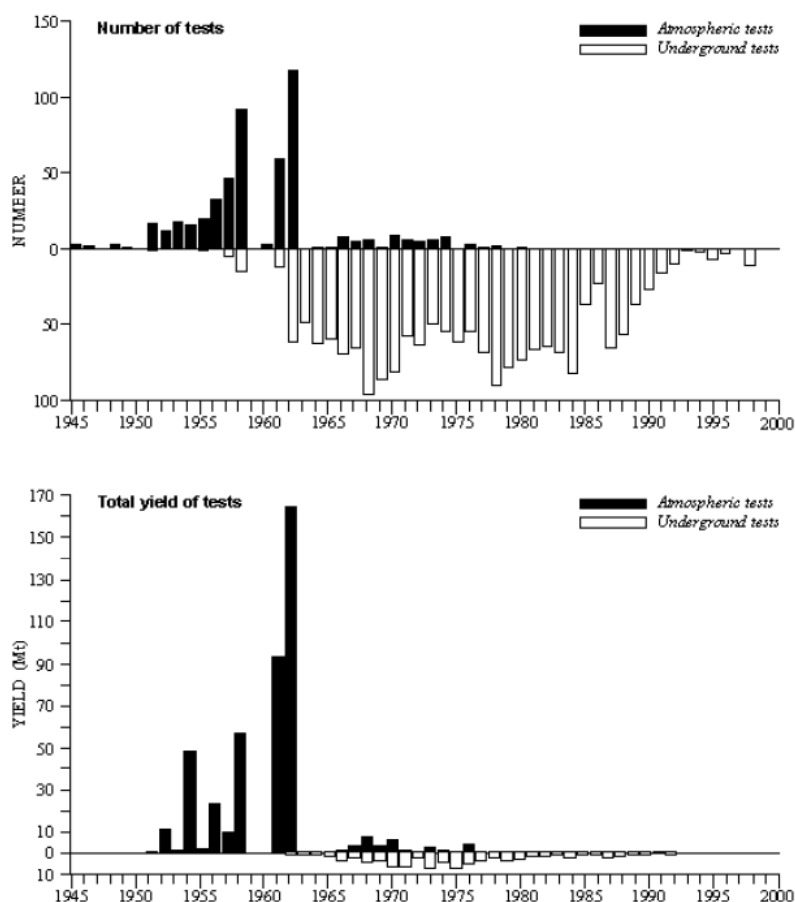 150
Number of tests
Atmospheric tests
Underground tests
100
50
NUMBER
0
50
100
1945 1950 1955 1960 1965 1970 1975 1980 1985 1990 1995 2000
170
Total yield of tests
Atmospheric tests
Underground tests
150
130
110
90
70
YIELD (Mt)
50
30
10
0
10
1945 1950 1955 1960 1965 1970 1975 1980 1985 1990 1995 2000